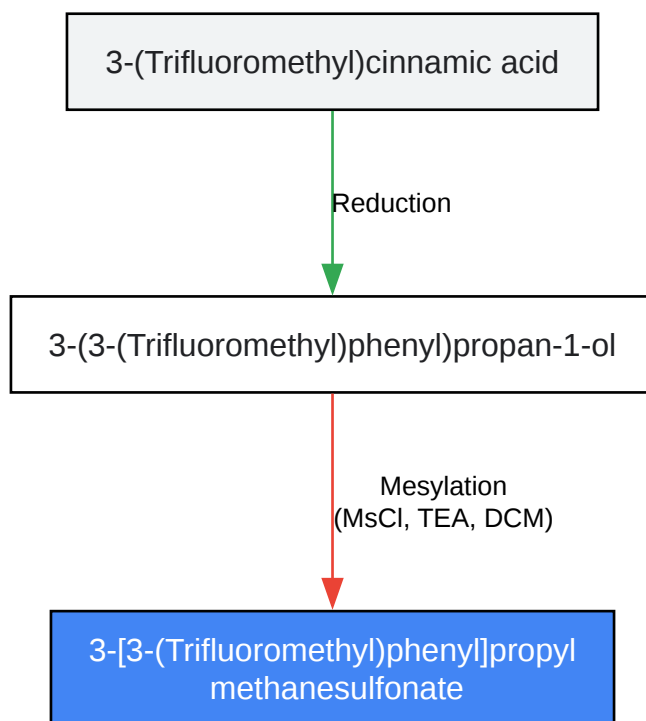 3-(Trifluoromethyl)cinnamic acid
Reduction
3-(3-(Trifluoromethyl)phenyl)propan-1-ol
Mesylation
(MsCl, TEA, DCM)
3-[3-(Trifluoromethyl)phenyl]propyl
methanesulfonate